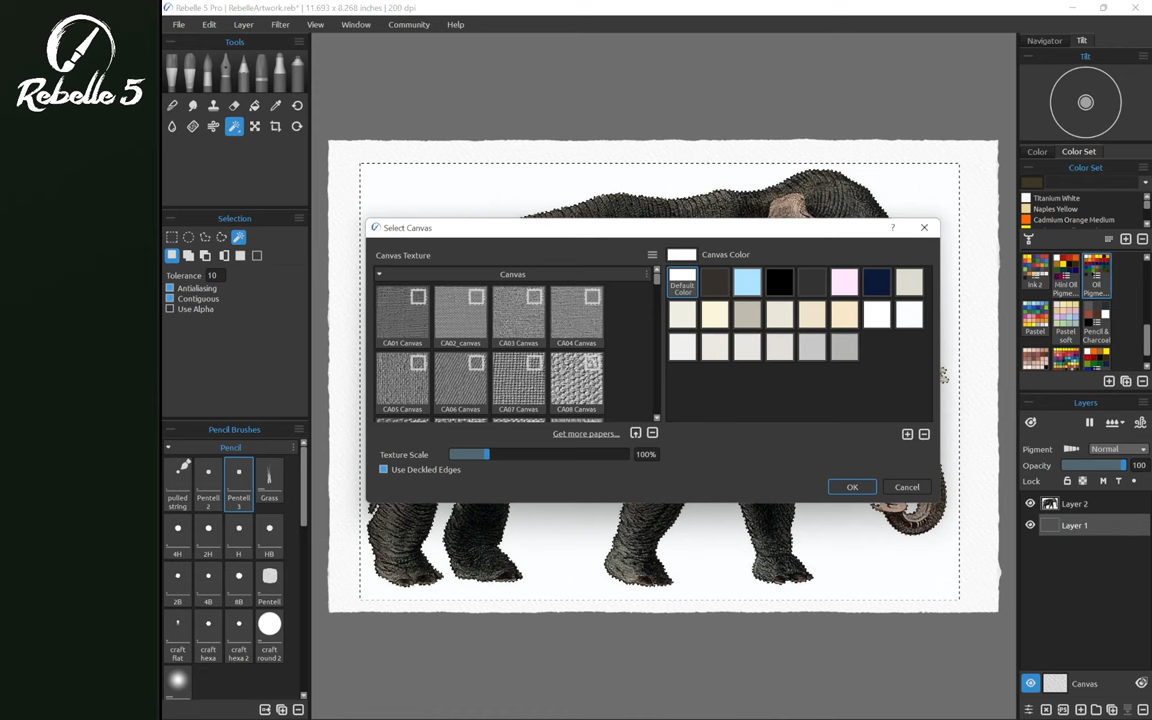 Rebelle 5
Rebelle 5 Pro | RebelleArtwork.reb* | 11.693 x 8.268 inches | 200 dpi
File Edit Layer Filter View Window Community Help
Tools
Selection
Tolerance 10
Antialiasing
Contiguous
Use Alpha
Pencil Brushes
Pencil
pulled string
Pentell 2
Pentell 3
Grass
4H 2H H HB
2B 4B #B Pentell
craft flat
craft hexa
craft hexa 2
craft round 2
Select Canvas
?
Canvas Texture
Canvas
CA01 Canvas CA02_canvas CA03 Canvas CA04 Canvas
CA05 Canvas CA06 Canvas CA07 Canvas CA08 Canvas
Get more papers...
Texture Scale 100%
Use Deckled Edges
Canvas Color
Default Color
OK Cancel
Navigator Tilt
Tilt
Color Color Set
Color Set
Titanium White
Naples Yellow
Cadmium Orange Medium
Ink 2
Mini Oil Pigme...
Oil Pigme...
Pastel
Pastel soft
Pencil & Charcoal
Layers
Pigment Normal
Opacity 100
Lock M T
Layer 2
Layer 1
Canvas